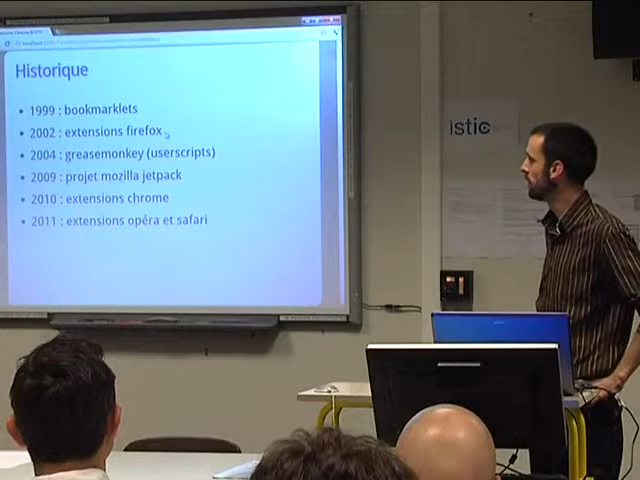 Historique
• 1999 : bookmarklets
• 2002 : extensions firefox
• 2004 : greasemonkey (userscripts)
• 2009 : projet mozilla jetpack
• 2010 : extensions chrome
• 2011 : extensions opéra et safari
istic